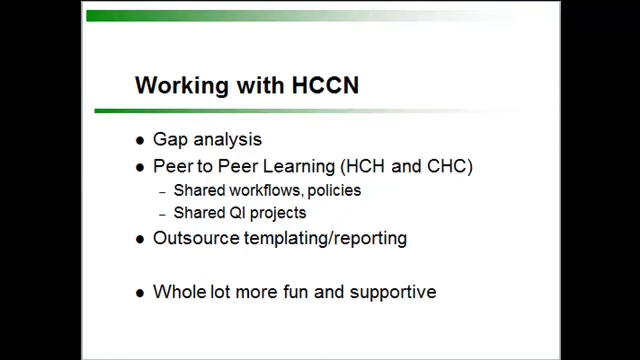 Working with HCCN
● Gap analysis
● Peer to Peer Learning (HCH and CHC)
– Shared workflows, policies
– Shared QI projects
● Outsource templating/reporting
● Whole lot more fun and supportive